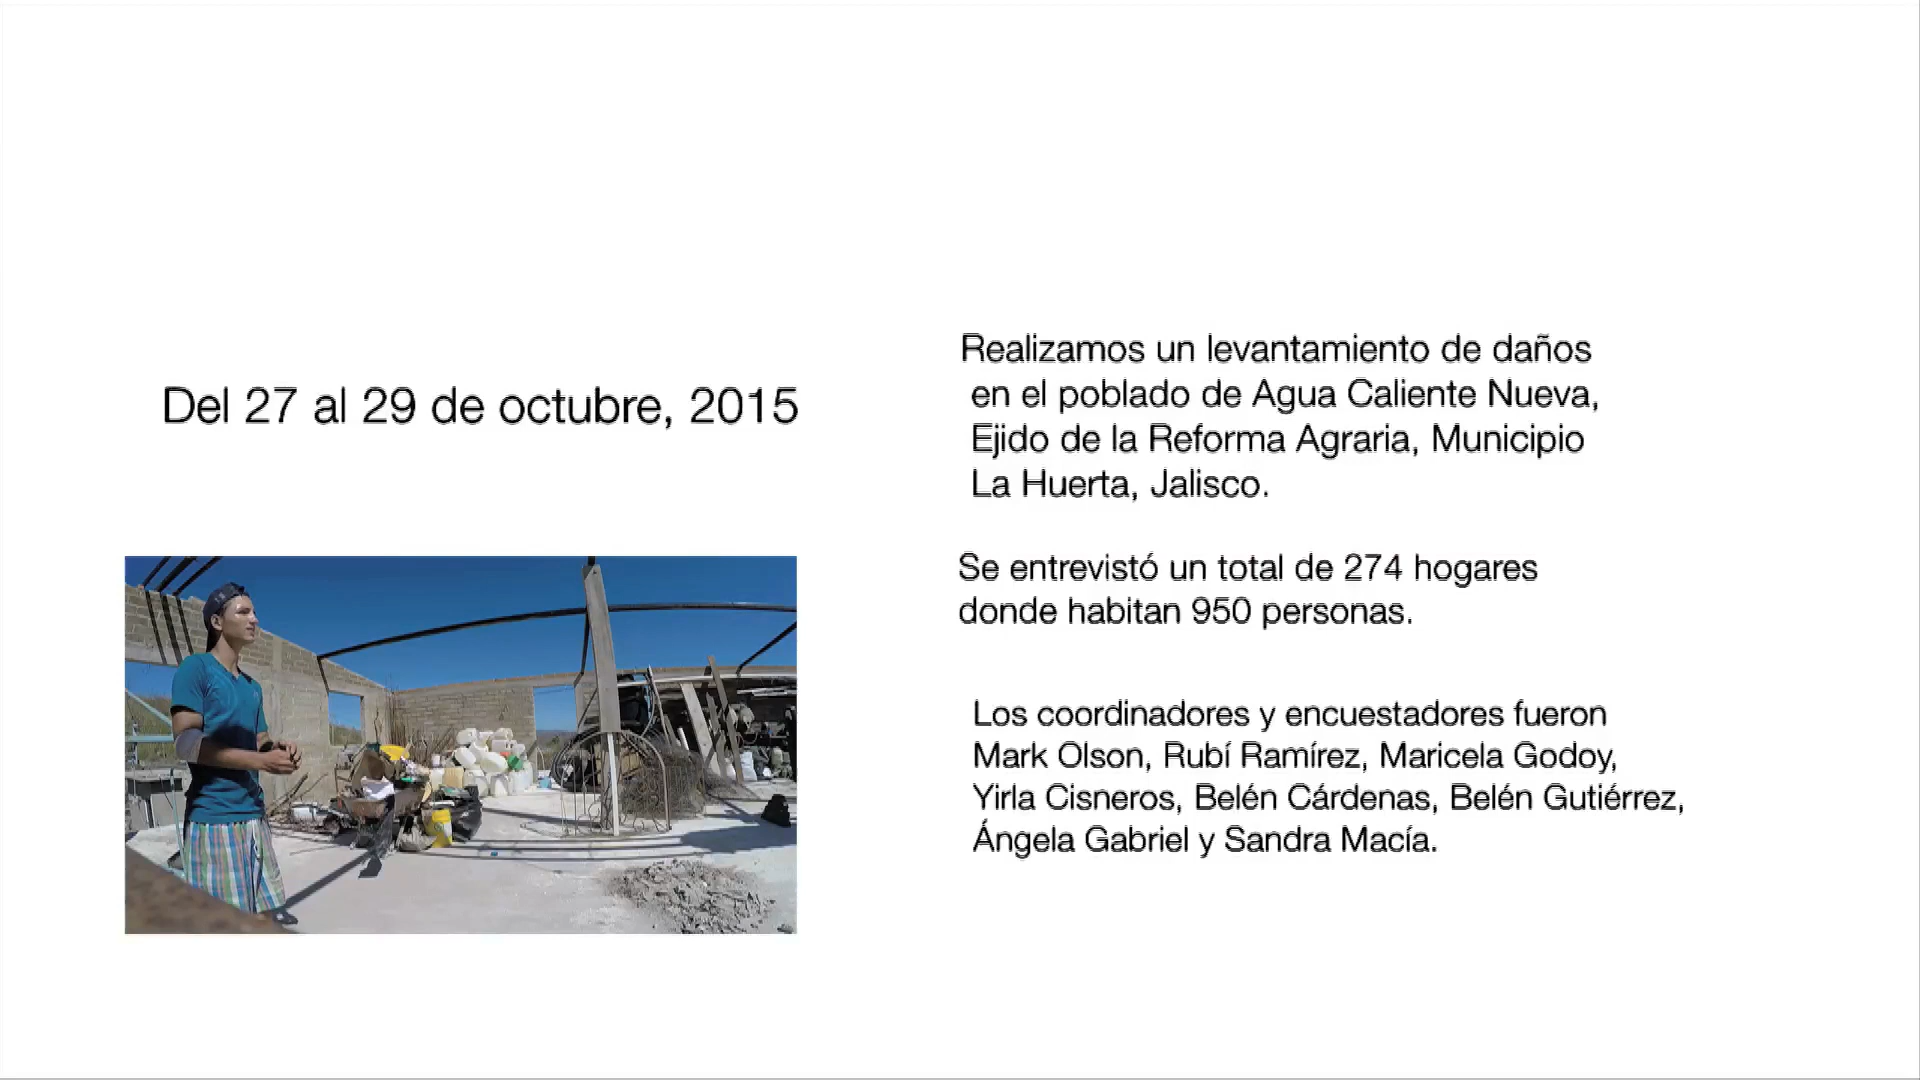 Del 27 al 29 de octubre, 2015
Realizamos un levantamiento de daños
en el poblado de Agua Caliente Nueva,
Ejido de la Reforma Agraria, Municipio
La Huerta, Jalisco.
Se entrevistó un total de 274 hogares
donde habitan 950 personas.
Los coordinadores y encuestadores fueron
Mark Olson, Rubí Ramírez, Maricela Godoy,
Yirla Cisneros, Belén Cárdenas, Belén Gutiérrez,
Ángela Gabriel y Sandra Macía.